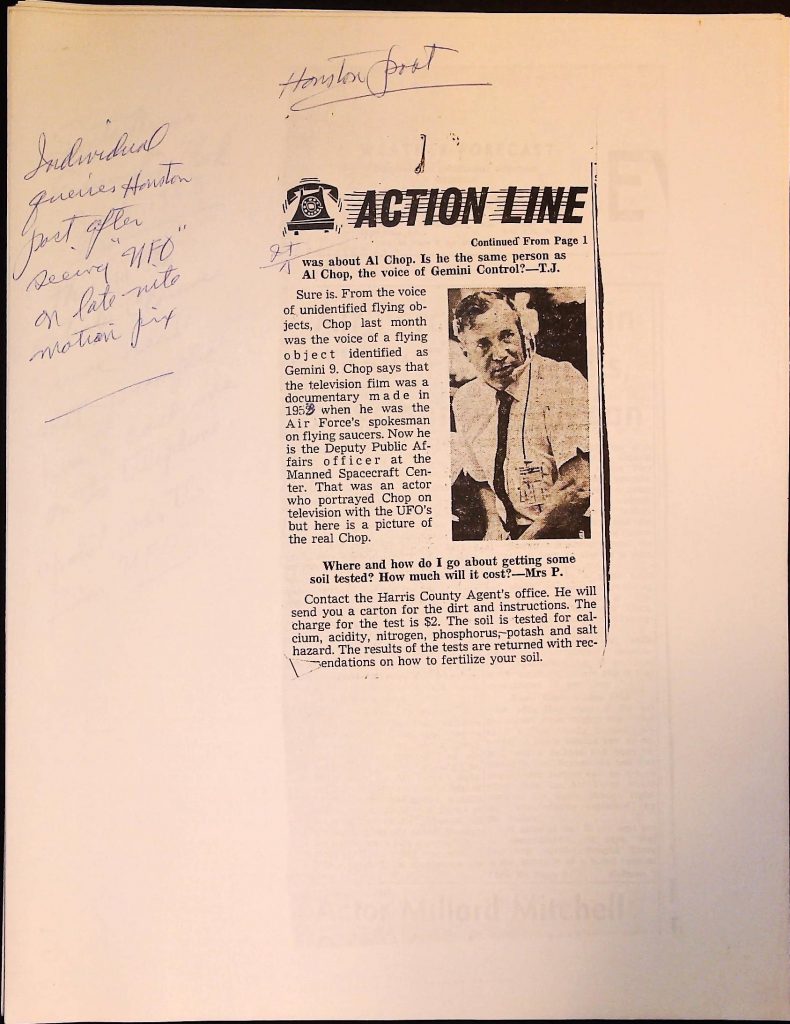 Houston post
Individual
queries Houston
post after
seeing "UFO"
on late nite
motion pix
ACTION LINE
Continued From Page 1
was about Al Chop. Is he the same person as
Al Chop, the voice of Gemini Control?—T.J.
Sure is. From the voice
of unidentified flying ob-
jects, Chop last month
was the voice of a flying
object identified as
Gemini 9. Chop says that
the television film was a
documentary made in
when he was the
Air Force's spokesman
on flying saucers. Now he
is the Deputy Public Af-
fairs officer at the
Manned Spacecraft Cen-
ter. That was an actor
who portrayed Chop on
television with the UFO's
but here is a picture of
the real Chop.
Where and how do I go about getting some
soil tested? How much will it cost?—Mrs P.
Contact the Harris County Agent's office. He will
send you a carton for the dirt and instructions. The
charge for the test is $2. The soil is tested for cal-
cium, acidity, nitrogen, phosphorus, potash and salt
hazard. The results of the tests are returned with rec-
endations on how to fertilize your soil.
Actor Millard Mitchell